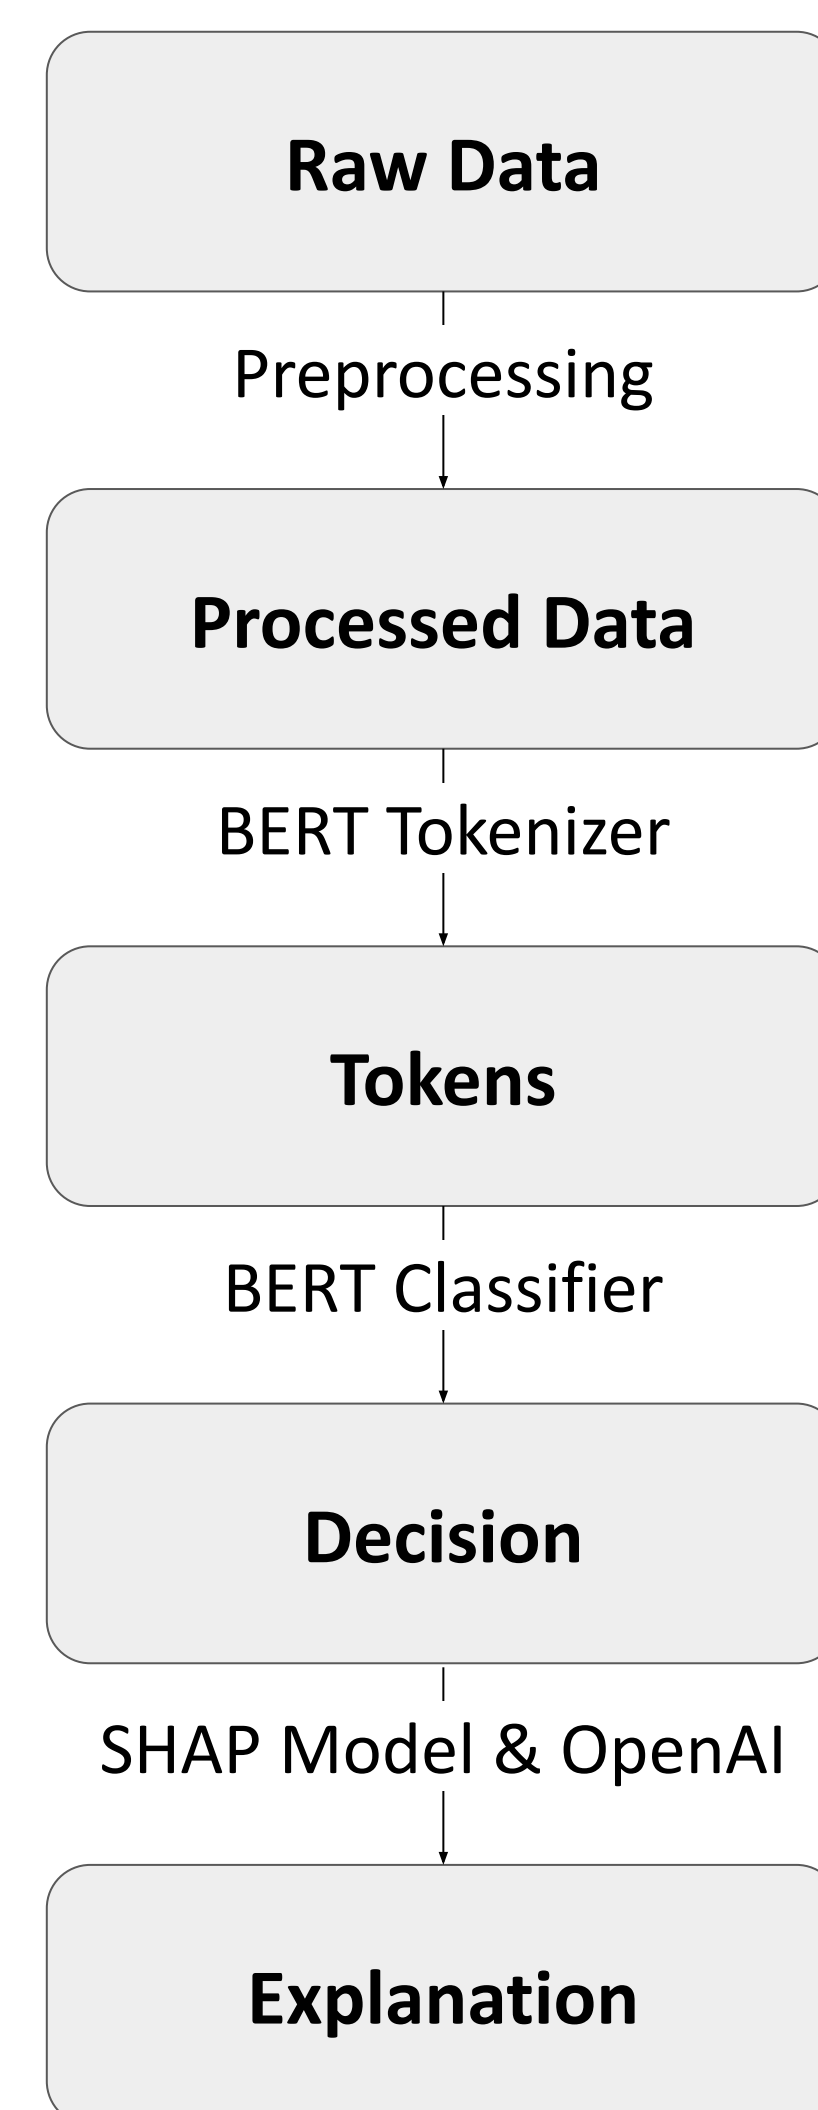 Raw Data
Preprocessing
Processed Data
BERT Tokenizer
Tokens
BERT Classifier
Decision
SHAP Model & OpenAI
Explanation